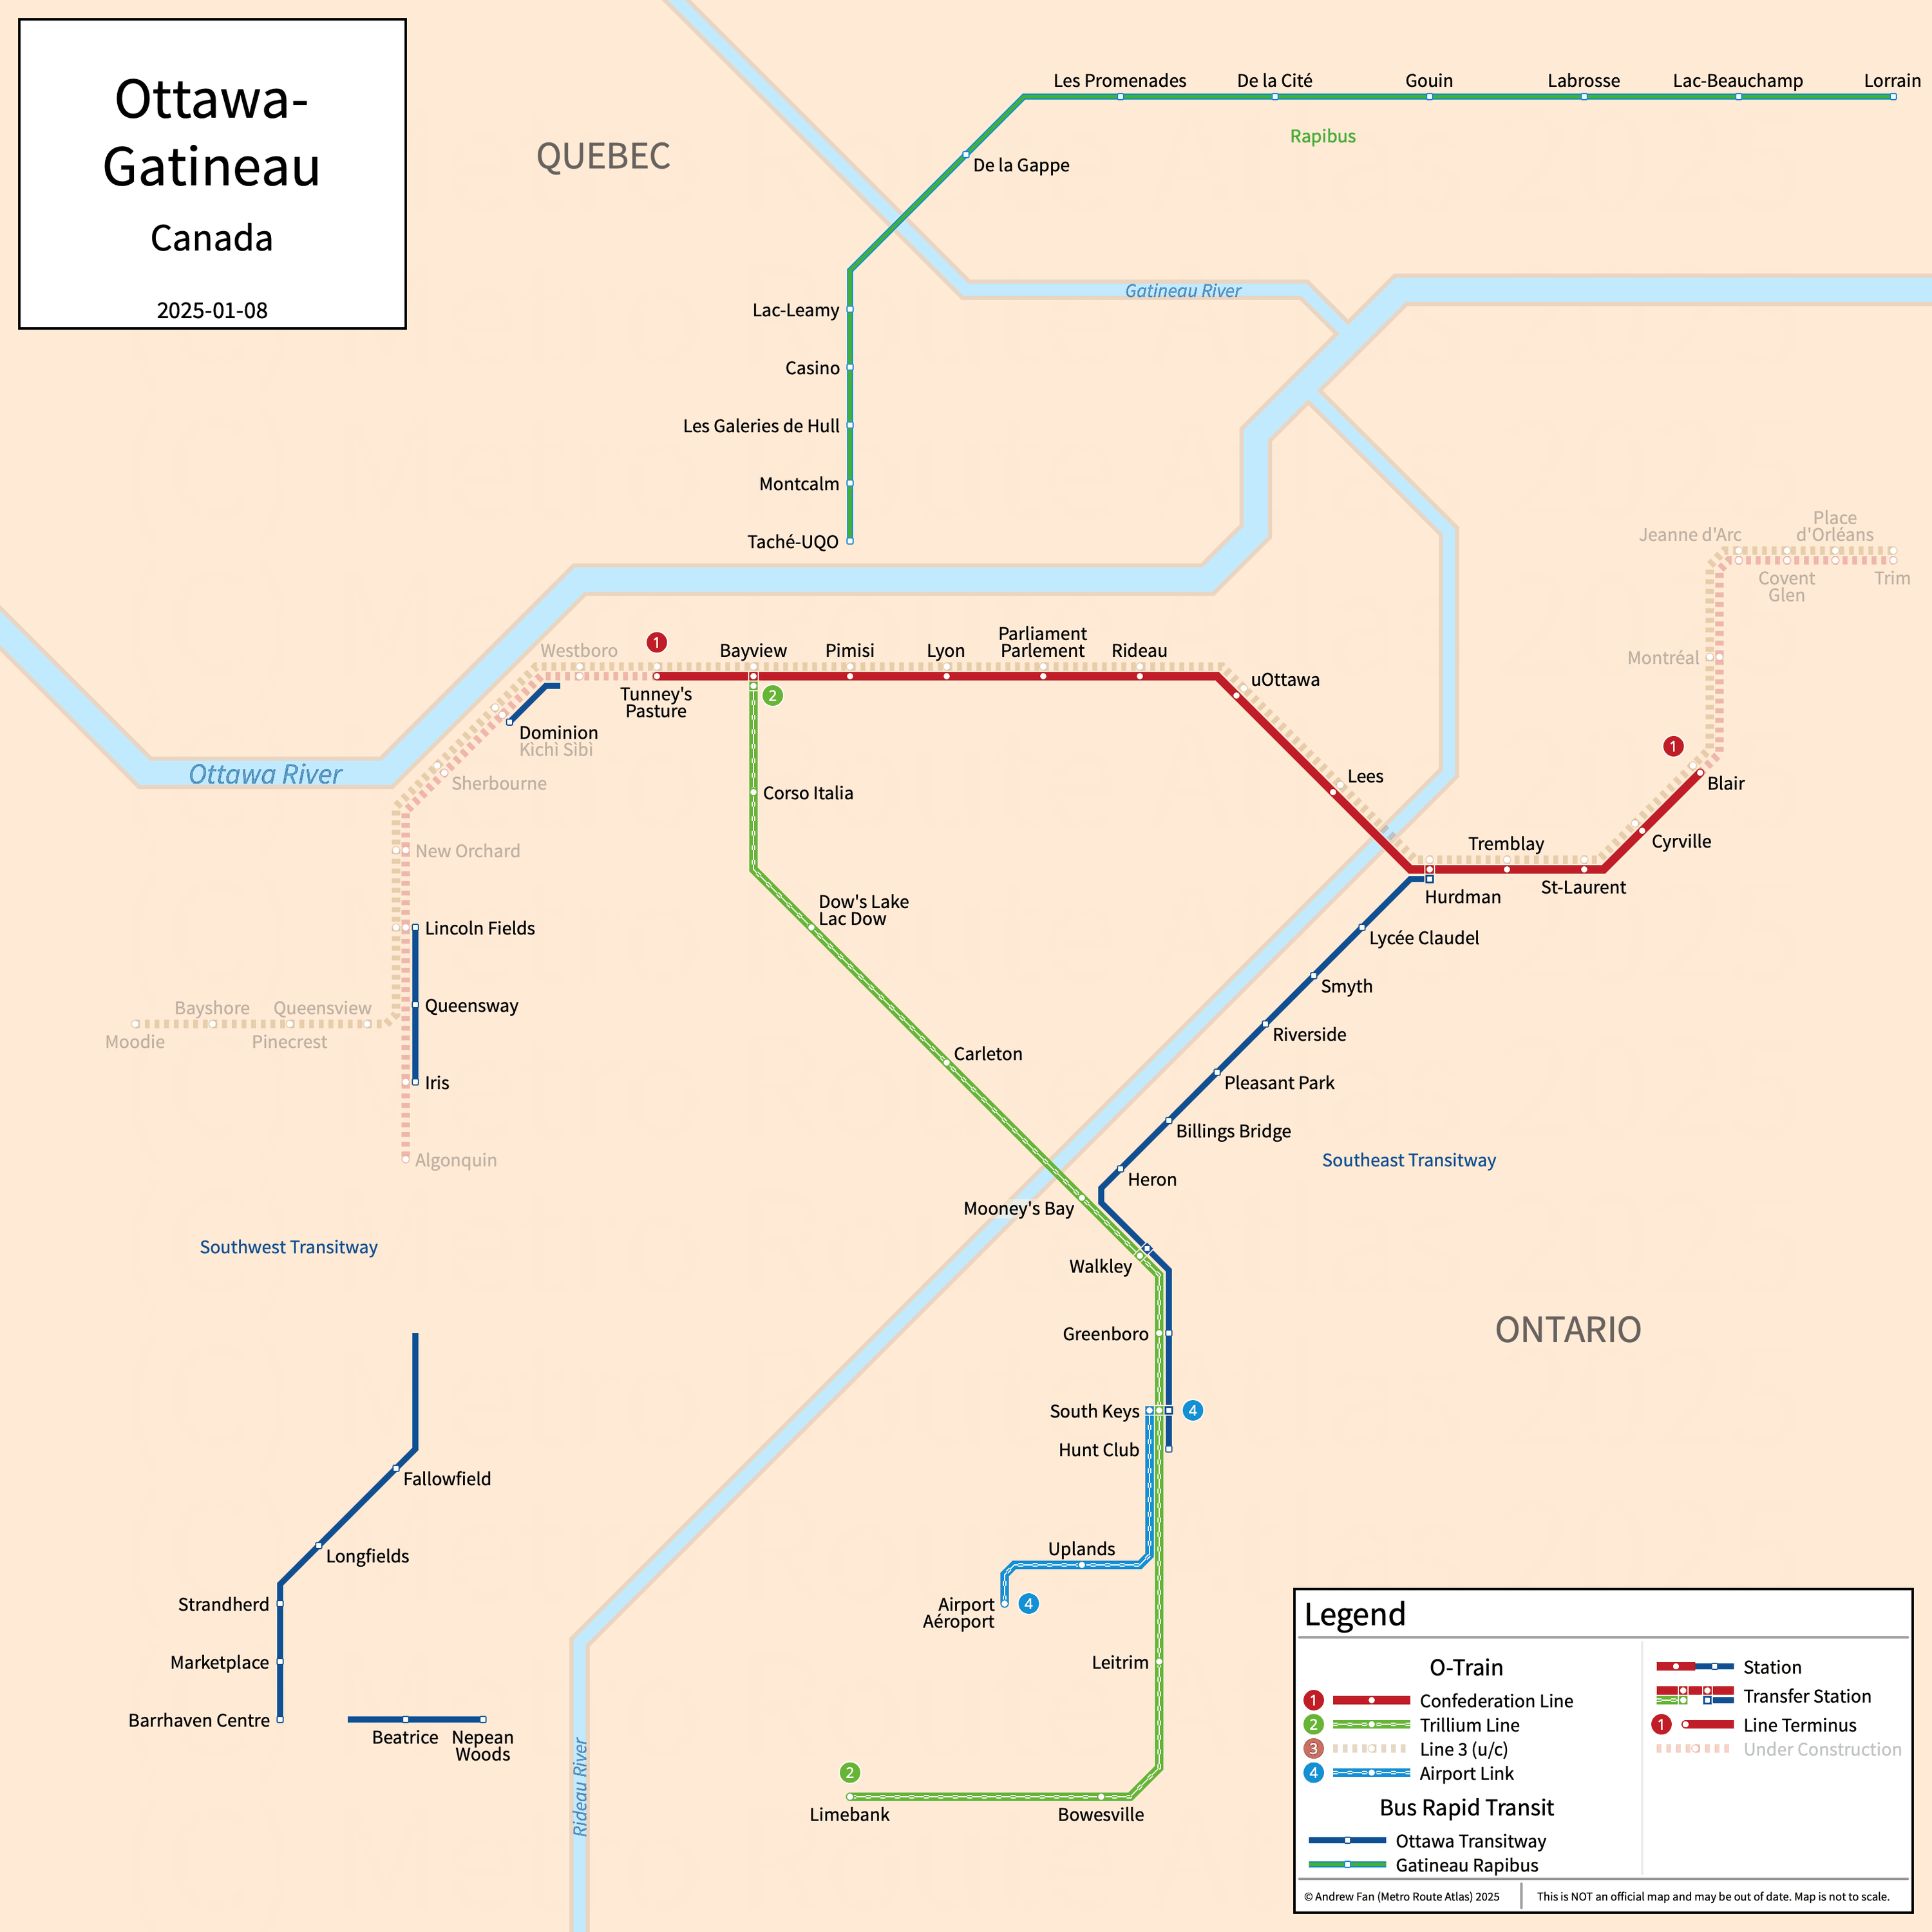 Ottawa-
Gatineau
Canada
2025-01-08
QUEBEC
Les Promenades
De la Cité
Gouin
Labrosse
Lac-Beauchamp
Lorrain
Rapibus
De la Gappe
Gatineau River
Lac-Leamy
Casino
Les Galeries de Hull
Montcalm
Taché-UQO
Jeanne d'Arc
Place
d'Orléans
Covent
Glen
Trim
Montréal
1
Blair
Cyrville
Westboro
1
Tunney's
Pasture
Bayview
2
Pimisi
Lyon
Parliament
Parlement
Rideau
uOttawa
Lees
Tremblay
St-Laurent
Hurdman
Dominion
Kìchì Sìbì
Ottawa River
Sherbourne
New Orchard
Lincoln Fields
Queensway
Iris
Algonquin
Bayshore
Queensview
Moodie
Pinecrest
Corso Italia
Dow's Lake
Lac Dow
Carleton
Mooney's Bay
Walkley
Greenboro
South Keys
4
Hunt Club
Lycée Claudel
Smyth
Riverside
Pleasant Park
Billings Bridge
Heron
Southeast Transitway
Southwest Transitway
ONTARIO
Fallowfield
Longfields
Strandherd
Marketplace
Barrhaven Centre
Beatrice
Nepean
Woods
Uplands
Airport
Aéroport
4
Leitrim
2
Limebank
Bowesville
Rideau River
Legend
O-Train
1 Confederation Line
2 Trillium Line
3 Line 3 (u/c)
4 Airport Link
Bus Rapid Transit
Ottawa Transitway
Gatineau Rapibus
Station
Transfer Station
1 Line Terminus
Under Construction
© Andrew Fan (Metro Route Atlas) 2025
This is NOT an official map and may be out of date. Map is not to scale.